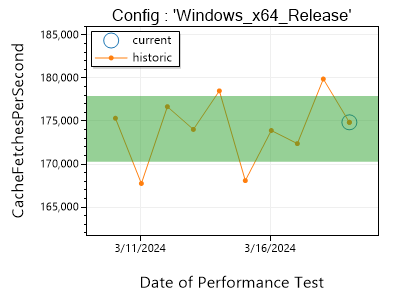 Config : 'Windows_x64_Release'
185,000
180,000
175,000
170,000
165,000
CacheFetchesPerSecond
current
historic
3/11/2024
3/16/2024
Date of Performance Test